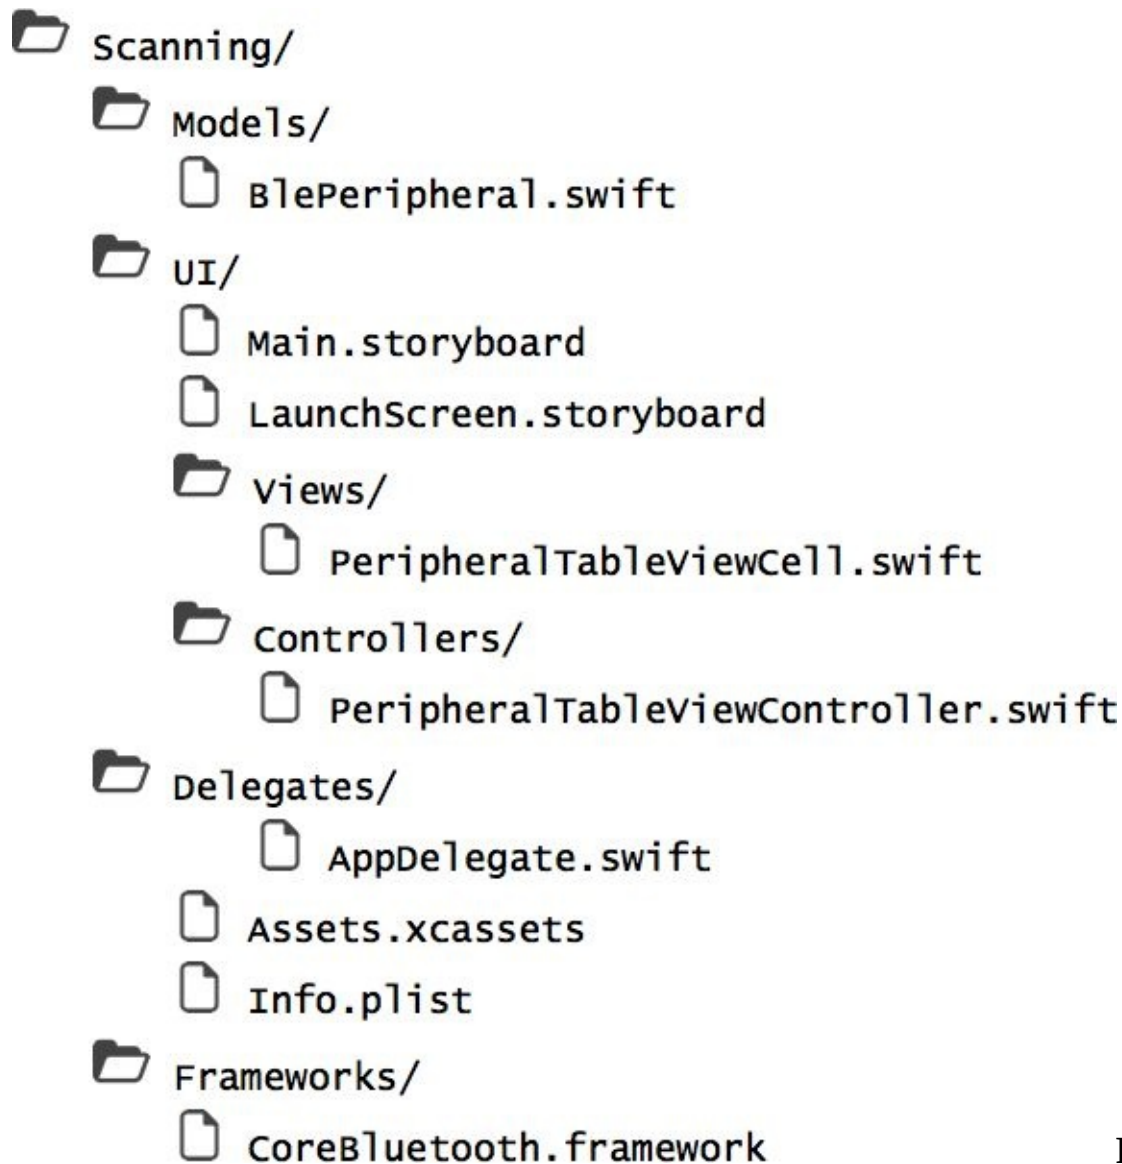 Scanning/
Models/
BlePeripheral.swift
UI/
Main.storyboard
LaunchScreen.storyboard
Views/
PeripheralTableViewCell.swift
Controllers/
PeripheralTableViewController.swift
Delegates/
AppDelegate.swift
Assets.xcassets
Info.plist
Frameworks/
CoreBluetooth.framework